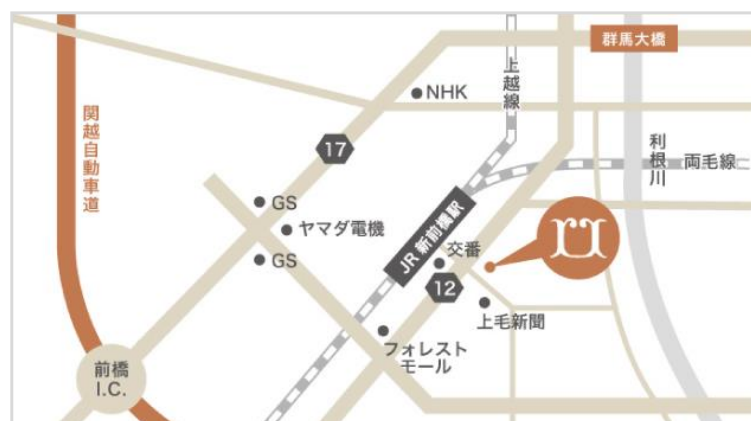 群馬大橋
上越線
NHK
関越自動車道
17
利根川
両毛線
GS
ヤマダ電機
JR 新前橋駅
交番
GS
12
上毛新聞
フォレスト
モール
前橋
I.C.